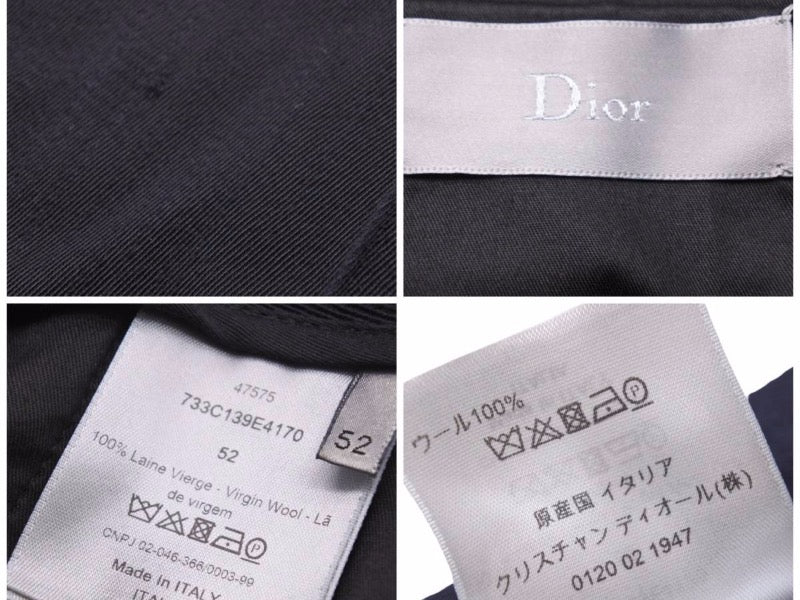 Dior
47575
733C139E4170
52
52
100% Laine Vierge - Virgin Wool - Lã
de virgem
CNPJ 02-046-366/0003-99
Made in ITALY
ウール100%
P
原産国 イタリア
クリスチャン ディオール(株)
0120 02 1947